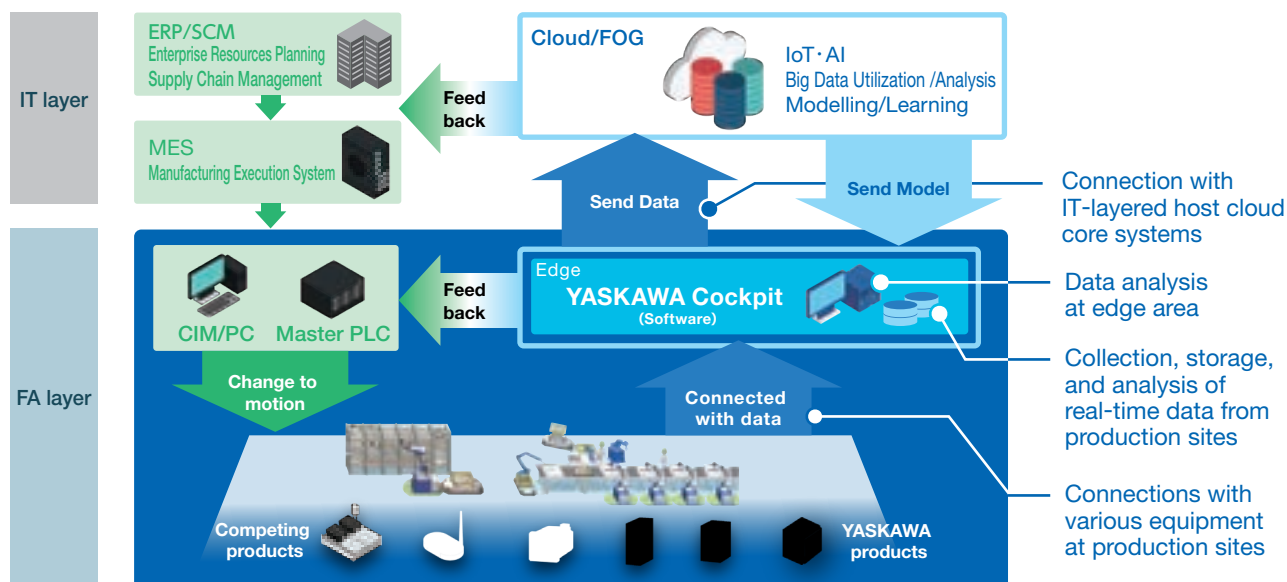 IT layer
ERP/SCM
Enterprise Resources Planning
Supply Chain Management
MES
Manufacturing Execution System
Feed
back
Cloud/FOG
IoT・AI
Big Data Utilization /Analysis
Modelling/Learning
Send Data
Send Model
Connection with
IT-layered host cloud
core systems
FA layer
CIM/PC
Master PLC
Feed
back
Edge
YASKAWA Cockpit
(Software)
Data analysis
at edge area
Change to
motion
Connected
with data
Collection, storage,
and analysis of
real-time data from
production sites
Competing
products
YASKAWA
products
Connections with
various equipment
at production sites